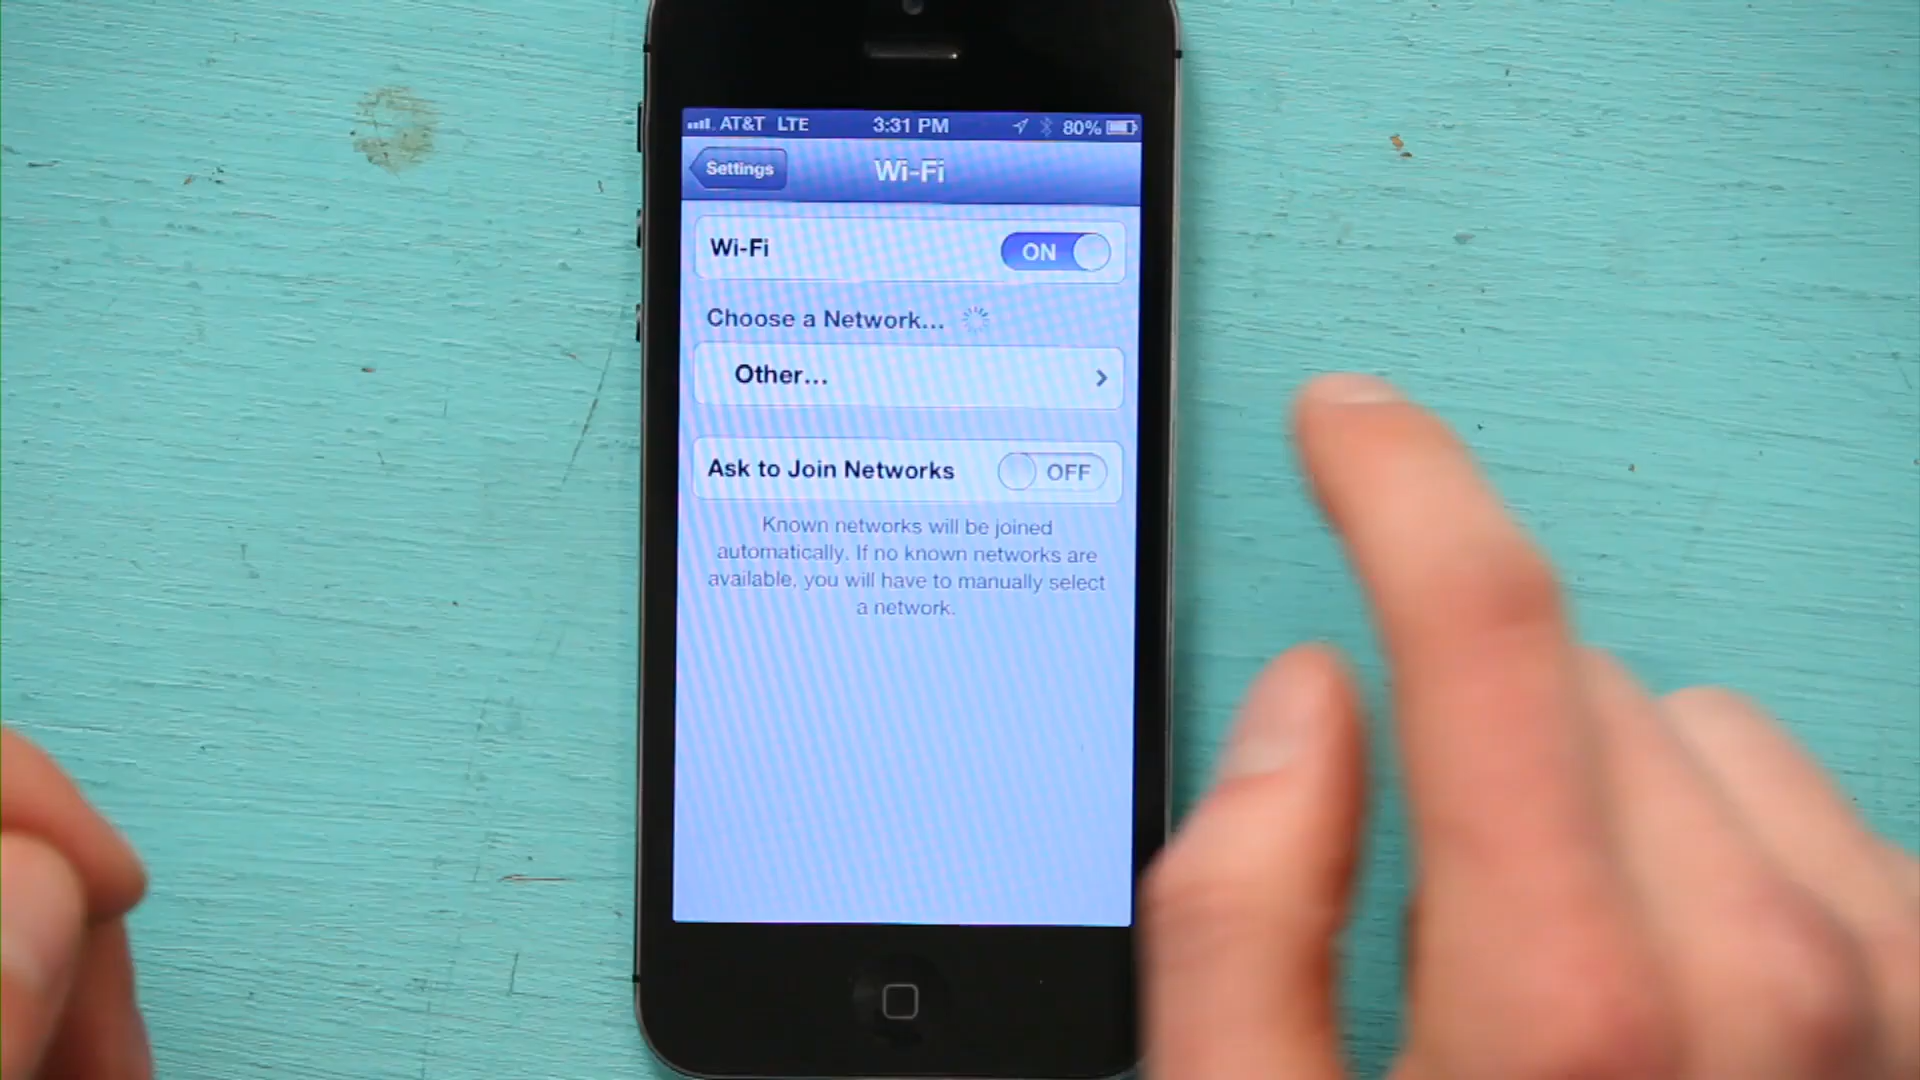 AT&T LTE 3:31 PM 80%
Settings Wi-Fi
Wi-Fi ON
Choose a Network...
Other...
Ask to Join Networks OFF
Known networks will be joined
automatically. If no known networks are
available, you will have to manually select
a network.